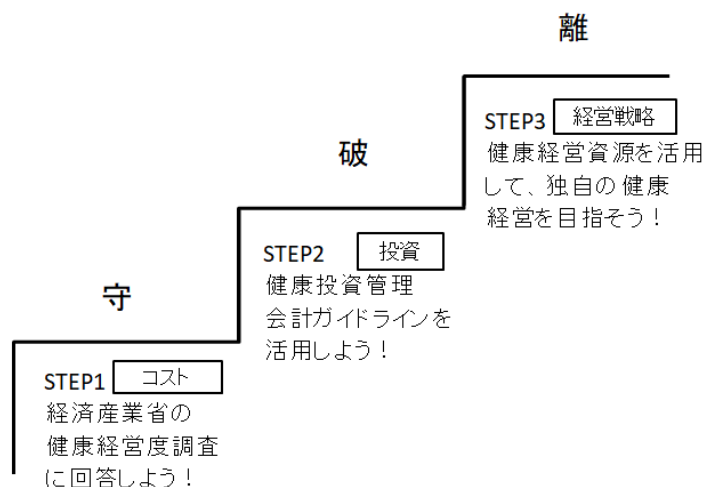 離
STEP3 経営戦略
健康経営資源を活用
して、独自の健康
経営を目指そう！
破
STEP2 投資
健康投資管理
会計ガイドラインを
活用しよう！
守
STEP1 コスト
経済産業省の
健康経営度調査
に回答しよう！